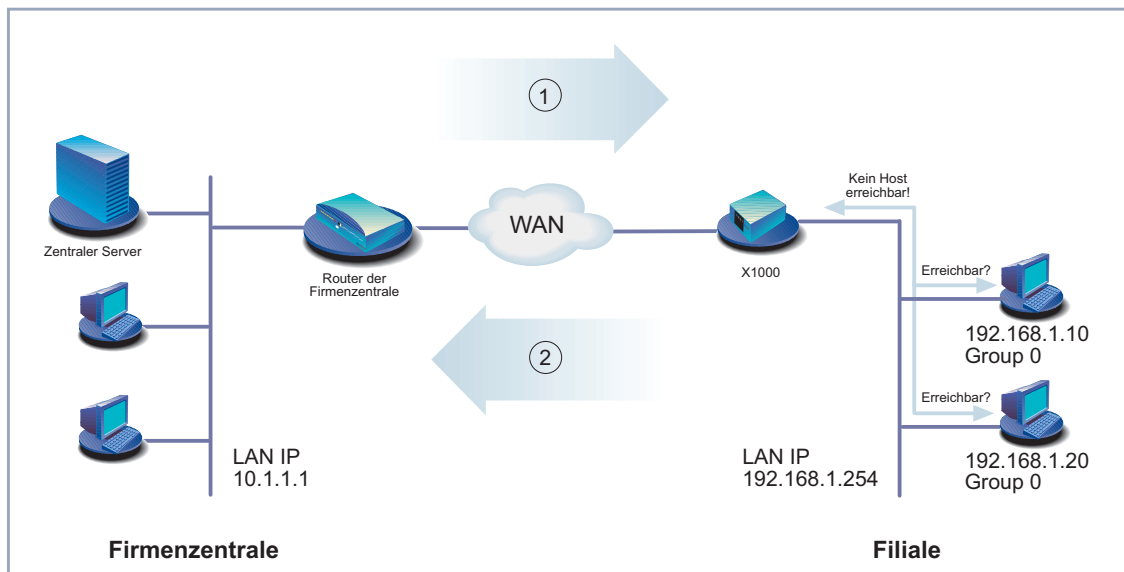 1
Kein Host
erreichbar!
WAN
Zentraler Server
Router der
Firmenzentrale
X1000
Erreichbar?
192.168.1.10
Group 0
2
Erreichbar?
192.168.1.20
Group 0
LAN IP
10.1.1.1
LAN IP
192.168.1.254
Firmenzentrale
Filiale